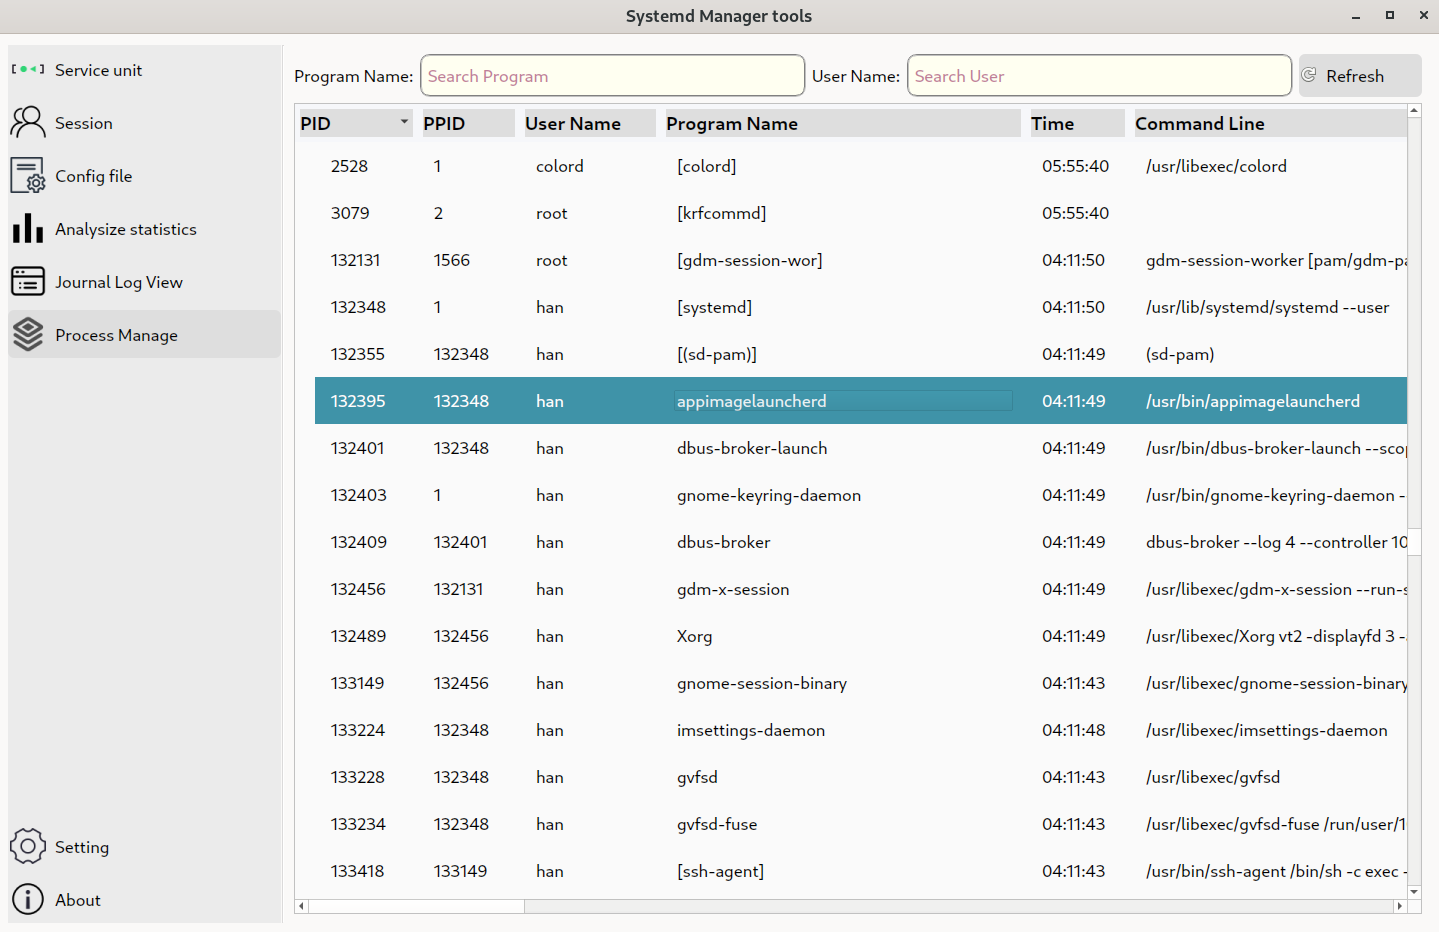 Systemd Manager tools
Service unit
Session
Config file
Analysize statistics
Journal Log View
Process Manage
Setting
About
Program Name: Search Program User Name: Search User Refresh
PID PPID User Name Program Name Time Command Line
2528 1 colord [colord] 05:55:40 /usr/libexec/colord
3079 2 root [krfcommd] 05:55:40
132131 1566 root [gdm-session-wor] 04:11:50 gdm-session-worker [pam/gdm-pa
132348 1 han [systemd] 04:11:50 /usr/lib/systemd/systemd --user
132355 132348 han [(sd-pam)] 04:11:49 (sd-pam)
132395 132348 han appimagelauncherd 04:11:49 /usr/bin/appimagelauncherd
132401 132348 han dbus-broker-launch 04:11:49 /usr/bin/dbus-broker-launch --scop
132403 1 han gnome-keyring-daemon 04:11:49 /usr/bin/gnome-keyring-daemon -
132409 132401 han dbus-broker 04:11:49 dbus-broker --log 4 --controller 10
132456 132131 han gdm-x-session 04:11:49 /usr/libexec/gdm-x-session --run-s
132489 132456 han Xorg 04:11:49 /usr/libexec/Xorg vt2 -displayfd 3 -
133149 132456 han gnome-session-binary 04:11:43 /usr/libexec/gnome-session-binary
133224 132348 han imsettings-daemon 04:11:48 /usr/libexec/imsettings-daemon
133228 132348 han gvfsd 04:11:43 /usr/libexec/gvfsd
133234 132348 han gvfsd-fuse 04:11:43 /usr/libexec/gvfsd-fuse /run/user/1
133418 133149 han [ssh-agent] 04:11:43 /usr/bin/ssh-agent /bin/sh -c exec -